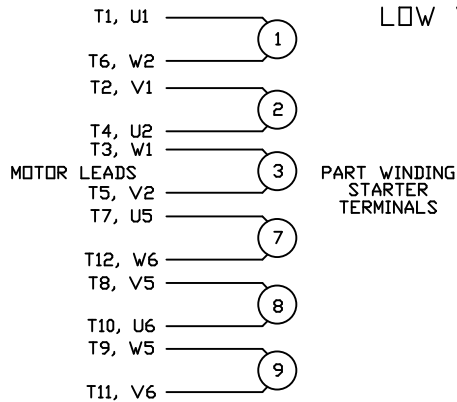 LOW
T1, U1
1
T6, W2
T2, V1
2
T4, U2
T3, W1
MOTOR LEADS
3
PART WINDING
STARTER
TERMINALS
T5, V2
T7, U5
7
T12, W6
T8, V5
8
T10, U6
T9, W5
9
T11, V6